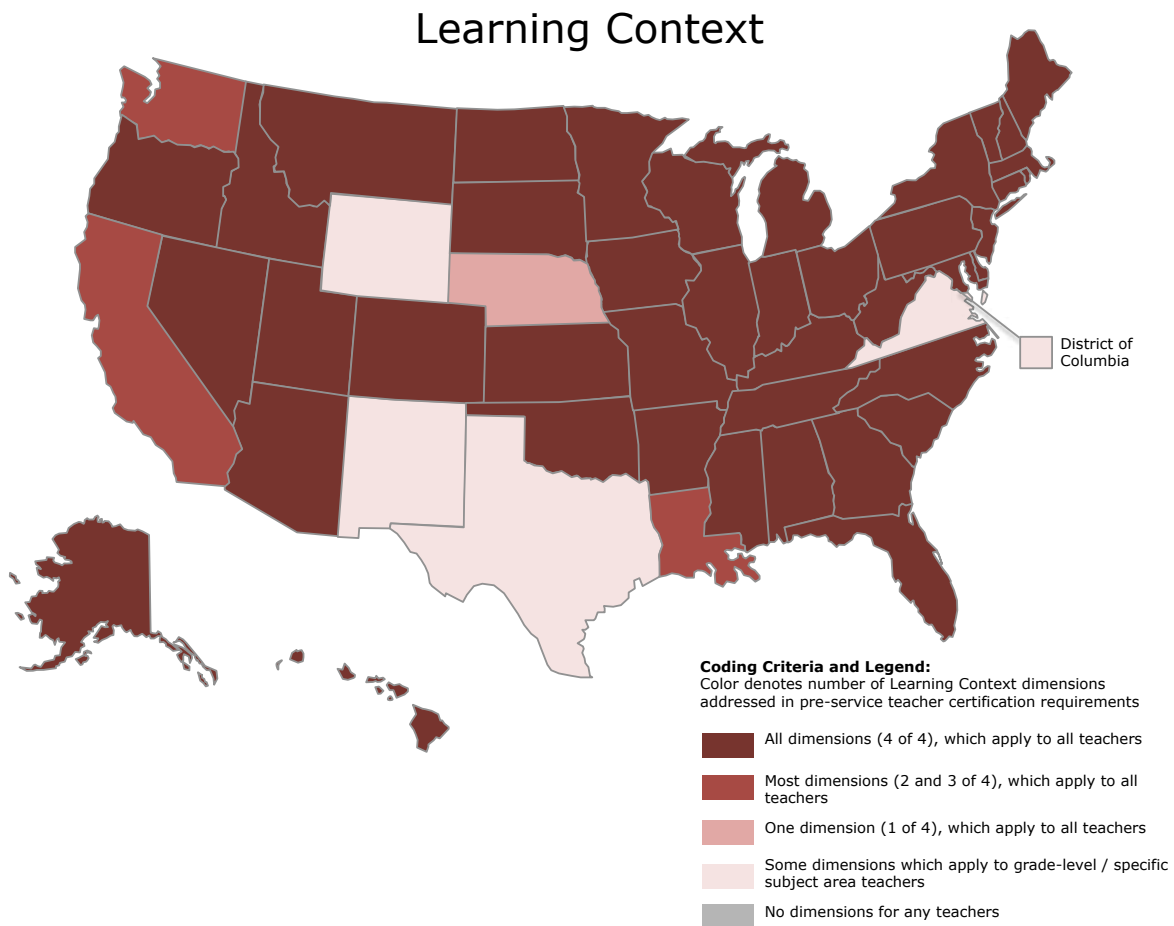 Learning Context
District of
Columbia
Coding Criteria and Legend:
Color denotes number of Learning Context dimensions
addressed in pre-service teacher certification requirements
All dimensions (4 of 4), which apply to all teachers
Most dimensions (2 and 3 of 4), which apply to all
teachers
One dimension (1 of 4), which apply to all teachers
Some dimensions which apply to grade-level / specific
subject area teachers
No dimensions for any teachers